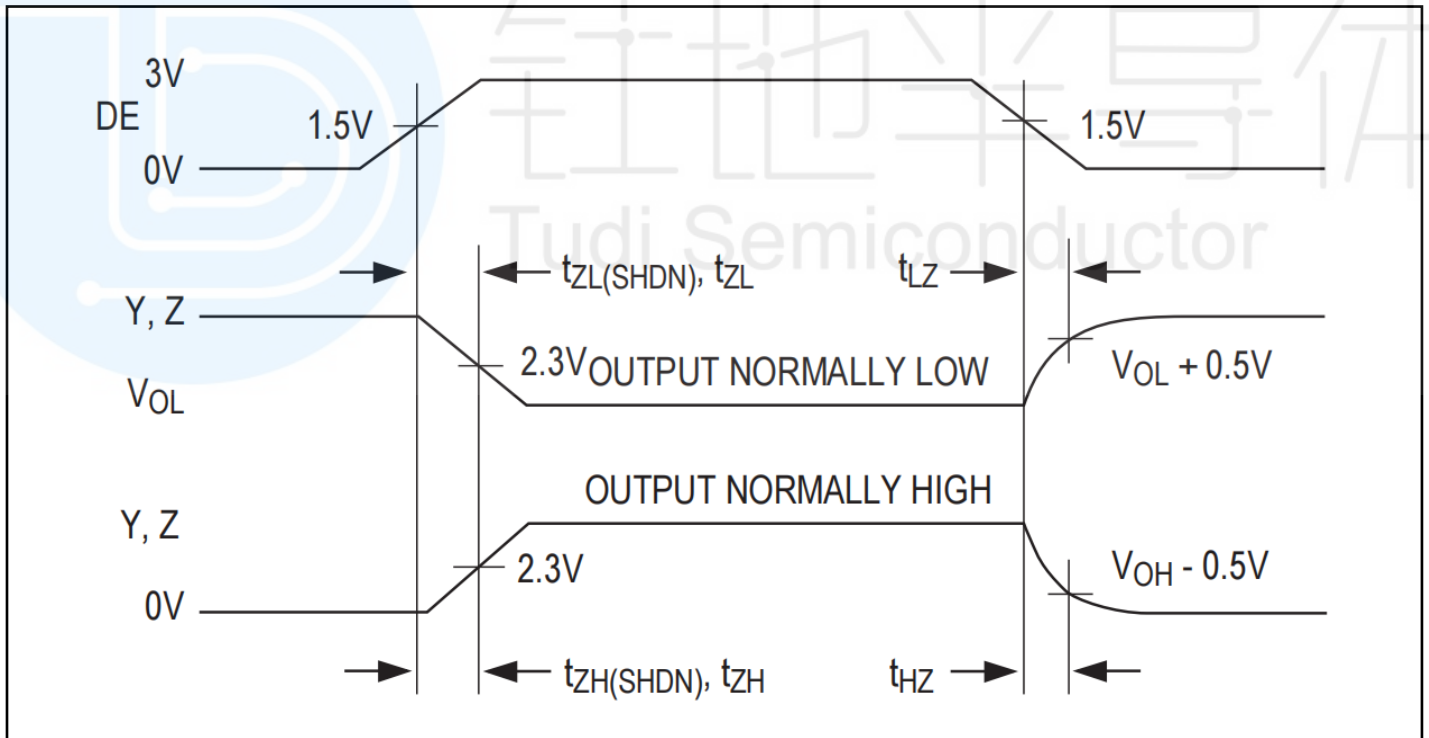 钍地半导体
Tudi Semiconductor
3V
DE
1.5V
1.5V
0V
tZL(SHDN), tZL
tLZ
Y, Z
2.3V
OUTPUT NORMALLY LOW
VOL + 0.5V
VOL
OUTPUT NORMALLY HIGH
Y, Z
2.3V
VOH - 0.5V
0V
tZH(SHDN), tZH
tHZ